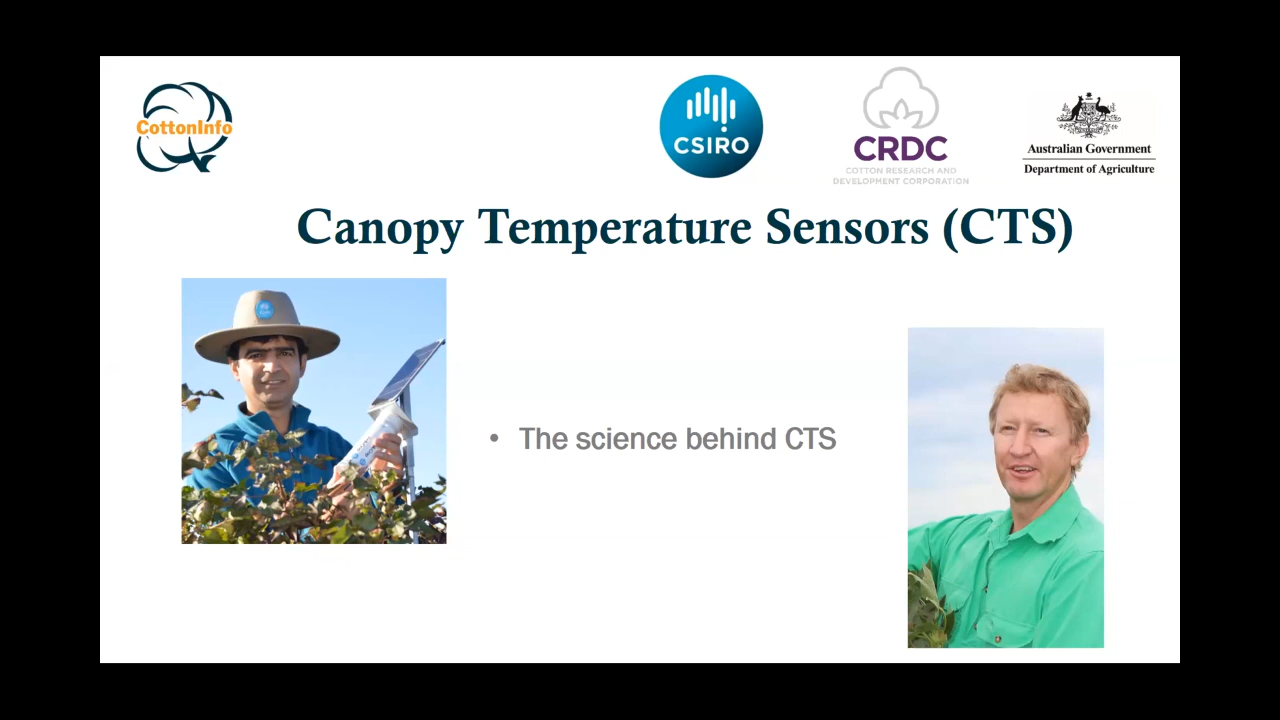 CottonInfo
CSIRO
CRDC
COTTON RESEARCH AND
DEVELOPMENT CORPORATION
Australian Government
Department of Agriculture
Canopy Temperature Sensors (CTS)
• The science behind CTS